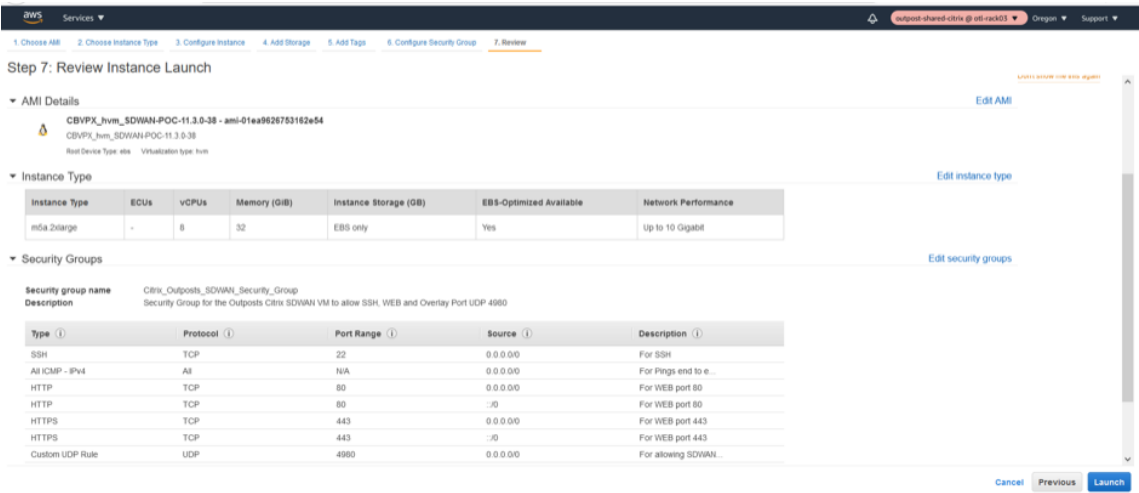 aws Services outpost-shared-citrix @ otl-rack03 Oregon Support
1. Choose AMI 2. Choose Instance Type 3. Configure Instance 4. Add Storage 5. Add Tags 6. Configure Security Group 7. Review
Step 7: Review Instance Launch
Don't show me this again
AMI Details Edit AMI
CBVPX_hvm_SDWAN-POC-11.3.0-38 - ami-01ea9626753162e54
CBVPX_hvm_SDWAN-POC-11.3.0-38
Root Device Type: ebs Virtualization type: hvm
Instance Type Edit instance type
Instance Type ECUs vCPUs Memory (GiB) Instance Storage (GB) EBS-Optimized Available Network Performance
m5a.2xlarge - 8 32 EBS only Yes Up to 10 Gigabit
Security Groups Edit security groups
Security group name Citrix_Outposts_SDWAN_Security_Group
Description Security Group for the Outposts Citrix SDWAN VM to allow SSH, WEB and Overlay Port UDP 4980
Type Protocol Port Range Source Description
SSH TCP 22 0.0.0.0/0 For SSH
All ICMP - IPv4 All N/A 0.0.0.0/0 For Pings end to e...
HTTP TCP 80 0.0.0.0/0 For WEB port 80
HTTP TCP 80 ::/0 For WEB port 80
HTTPS TCP 443 0.0.0.0/0 For WEB port 443
HTTPS TCP 443 ::/0 For WEB port 443
Custom UDP Rule UDP 4980 0.0.0.0/0 For allowing SDWAN...
Cancel Previous Launch